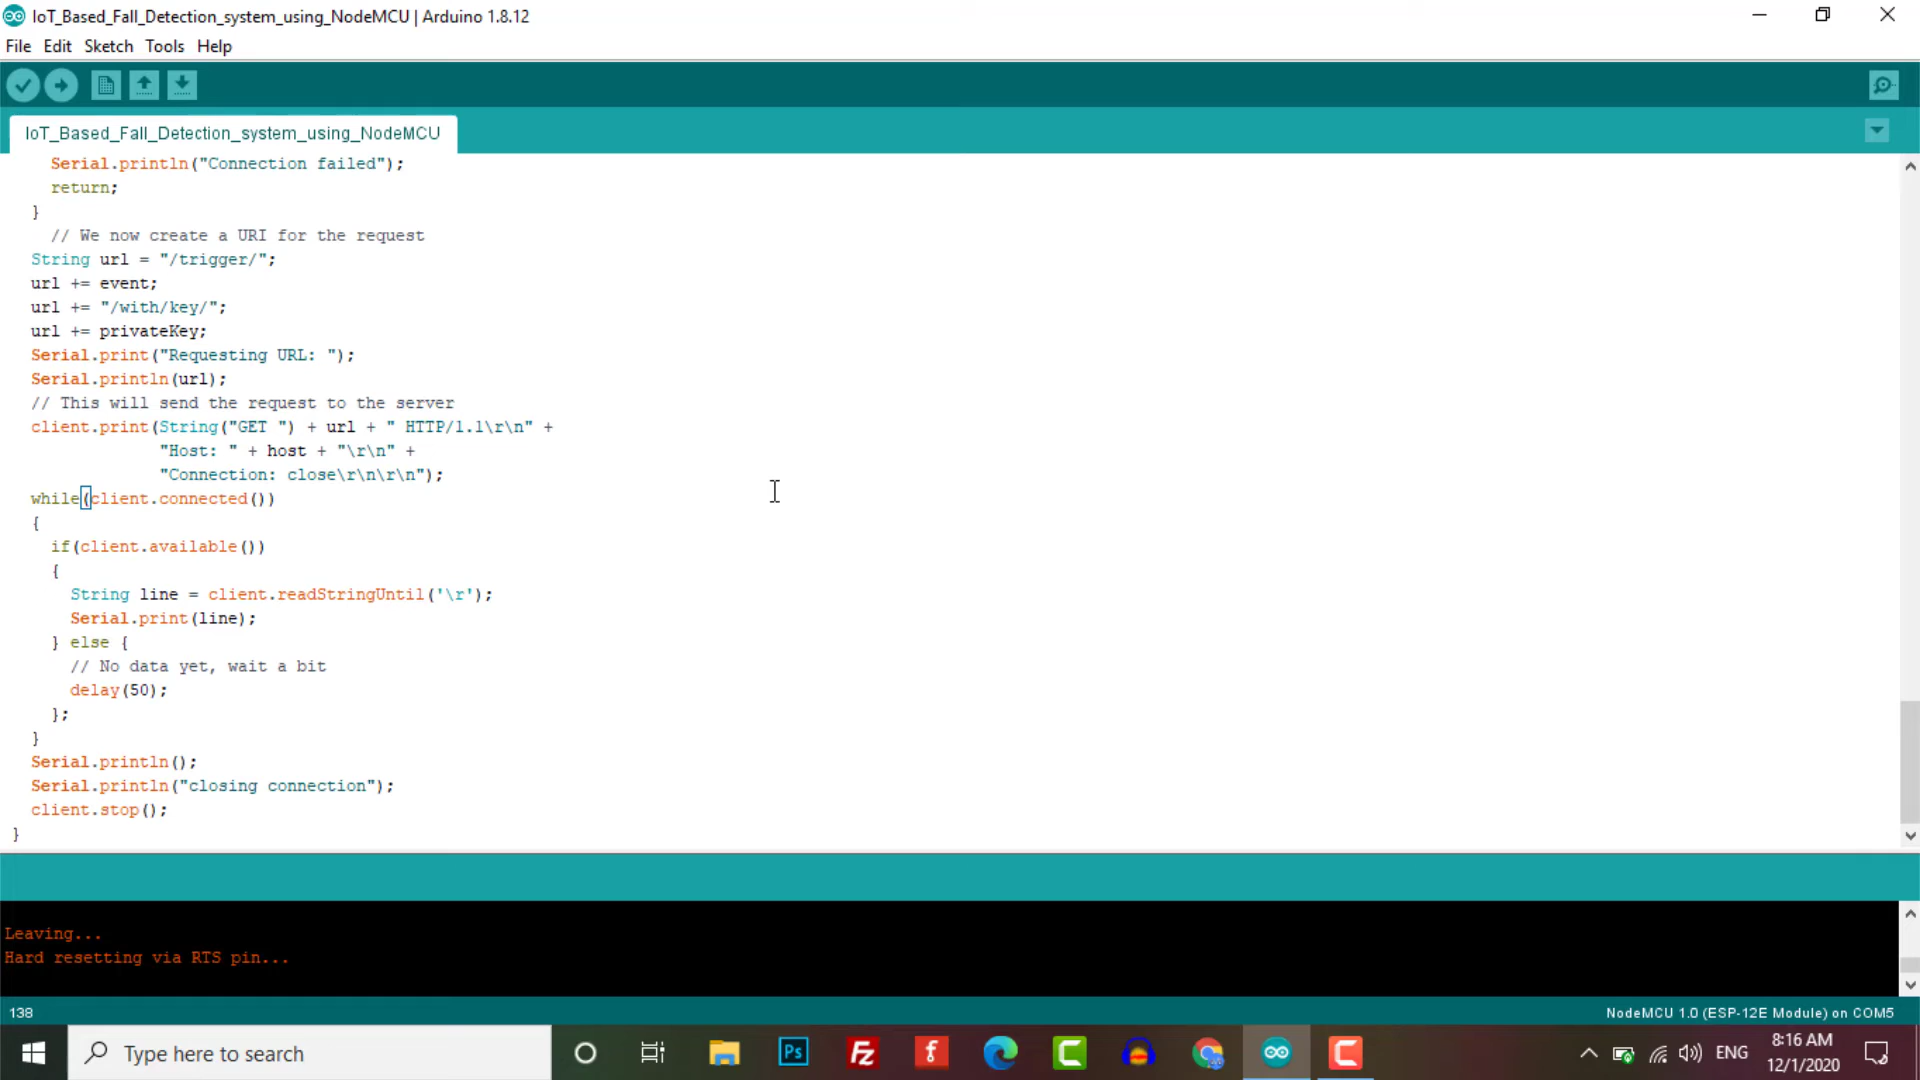 IoT_Based_Fall_Detection_system_using_NodeMCU | Arduino 1.8.12
File Edit Sketch Tools Help
IoT_Based_Fall_Detection_system_using_NodeMCU
Serial.println("Connection failed");
return;
}
// We now create a URI for the request
String url = "/trigger/";
url += event;
url += "/with/key/";
url += privateKey;
Serial.print("Requesting URL: ");
Serial.println(url);
// This will send the request to the server
client.print(String("GET ") + url + " HTTP/1.1\r\n" +
"Host: " + host + "\r\n" +
"Connection: close\r\n\r\n");
while(client.connected())
{
if(client.available())
{
String line = client.readStringUntil('\r');
Serial.print(line);
} else {
// No data yet, wait a bit
delay(50);
};
}
Serial.println();
Serial.println("closing connection");
client.stop();
}
Leaving...
Hard resetting via RTS pin...
138
NodeMCU 1.0 (ESP-12E Module) on COM5
Type here to search
Ps
Fz
ENG
8:16 AM
12/1/2020